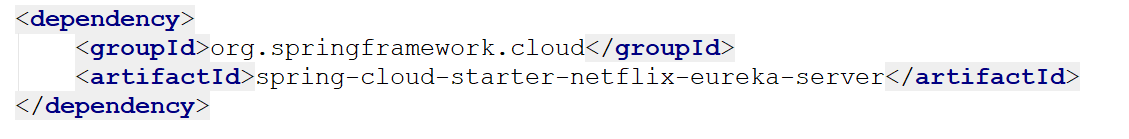 <dependency>
    <groupId>org.springframework.cloud</groupId>
    <artifactId>spring-cloud-starter-netflix-eureka-server</artifactId>
</dependency>